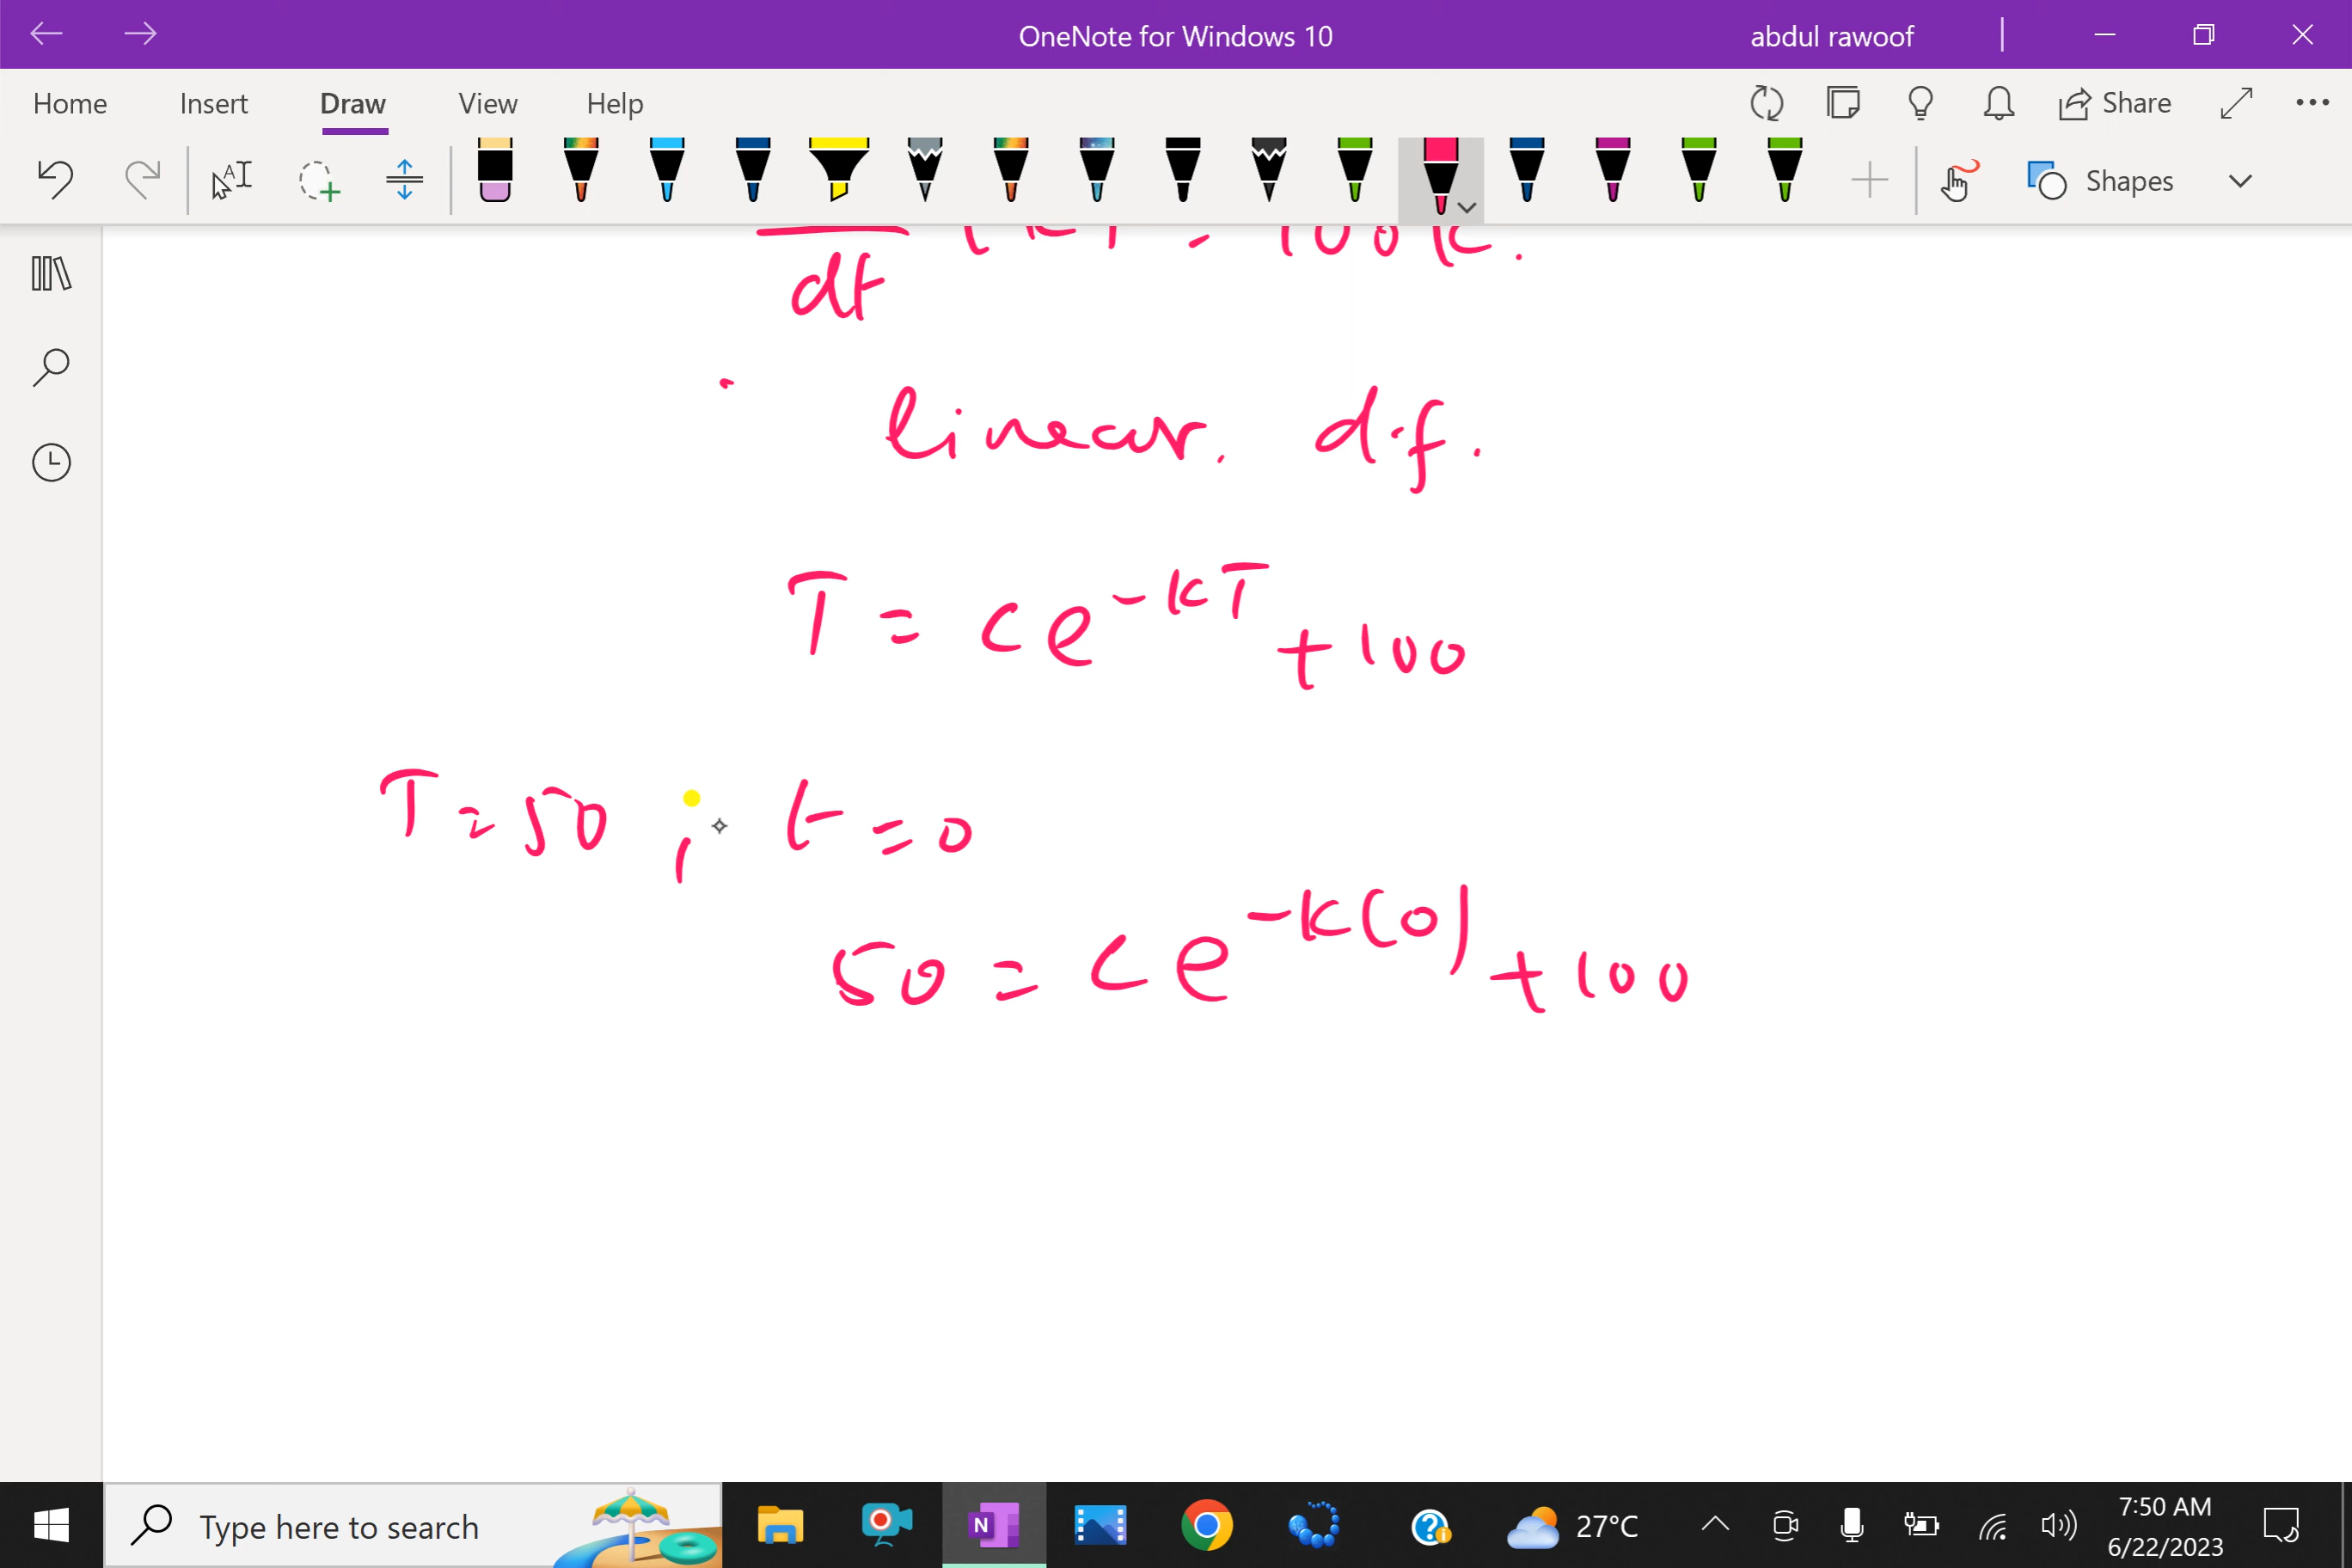 OneNote for Windows 10
abdul rawoof
Home Insert Draw View Help
Share
Shapes
dt
linear. d.f.
T = ce^-KT + 100
T = 50 ; t = 0
50 = ce^-K(0) + 100
Type here to search
27°C
7:50 AM
6/22/2023